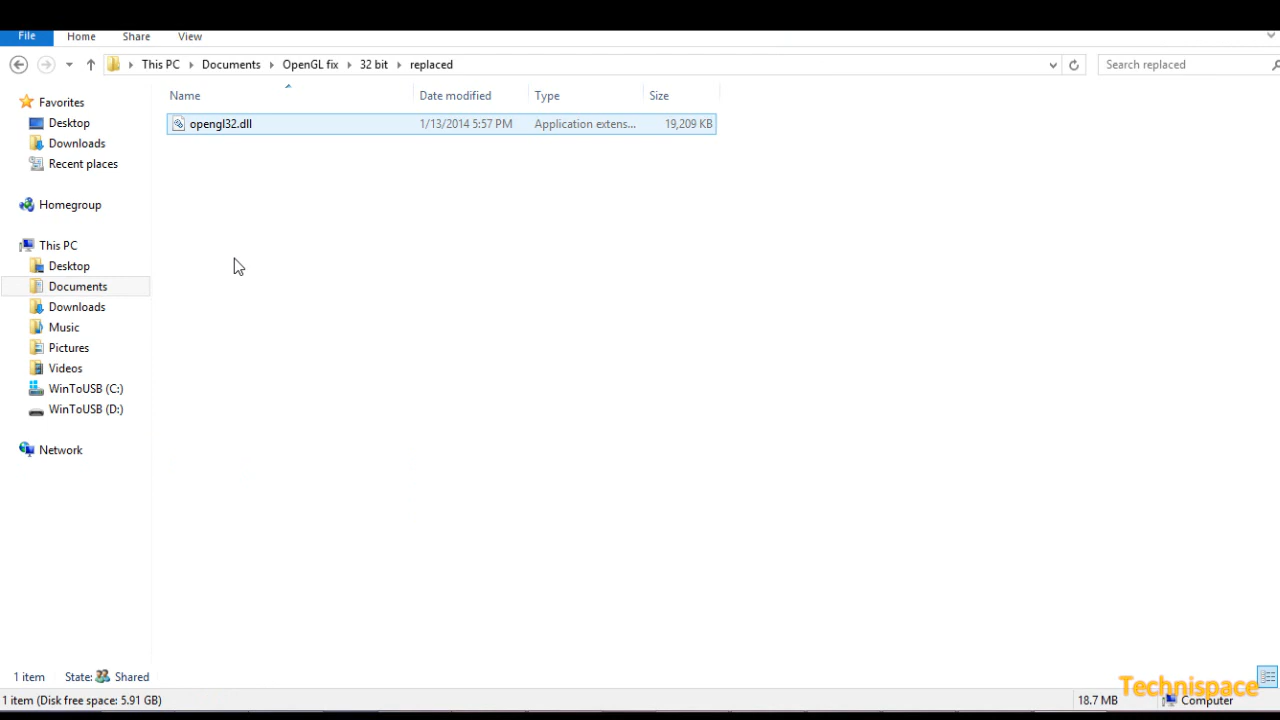 File Home Share View
This PC Documents OpenGL fix 32 bit replaced Search replaced
Name Date modified Type Size
opengl32.dll 1/13/2014 5:57 PM Application extens... 19,209 KB
Favorites
Desktop
Downloads
Recent places
Homegroup
This PC
Desktop
Documents
Downloads
Music
Pictures
Videos
WinToUSB (C:)
WinToUSB (D:)
Network
1 item State: Shared
Technispace
1 item (Disk free space: 5.91 GB) 18.7 MB Computer